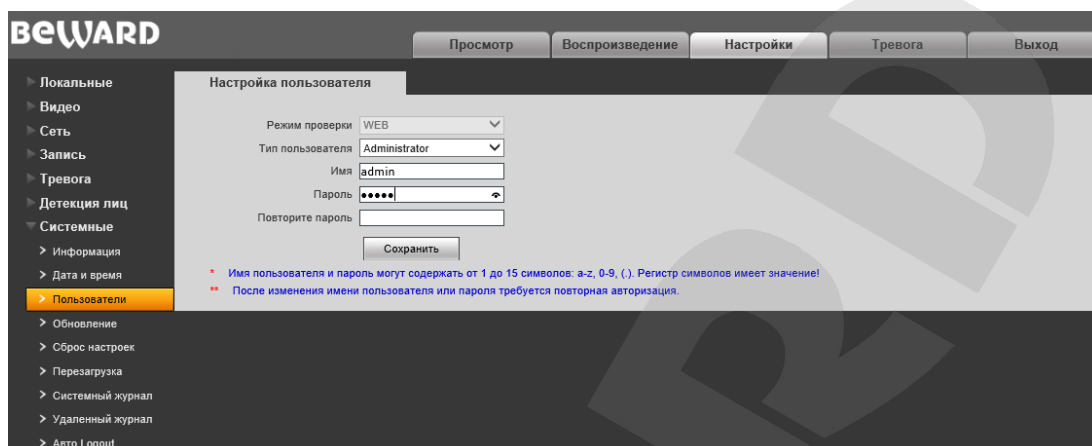 BEWARD
Просмотр Воспроизведение Настройки Тревога Выход
Локальные
Видео
Сеть
Запись
Тревога
Детекция лиц
Системные
Информация
Дата и время
Пользователи
Обновление
Сброс настроек
Перезагрузка
Системный журнал
Удаленный журнал
Авто Logout
Настройка пользователя
Режим проверки WEB
Тип пользователя Administrator
Имя admin
Пароль •••••
Повторите пароль
Сохранить
* Имя пользователя и пароль могут содержать от 1 до 15 символов: a-z, 0-9, (.). Регистр символов имеет значение!
** После изменения имени пользователя или пароля требуется повторная авторизация.
RD